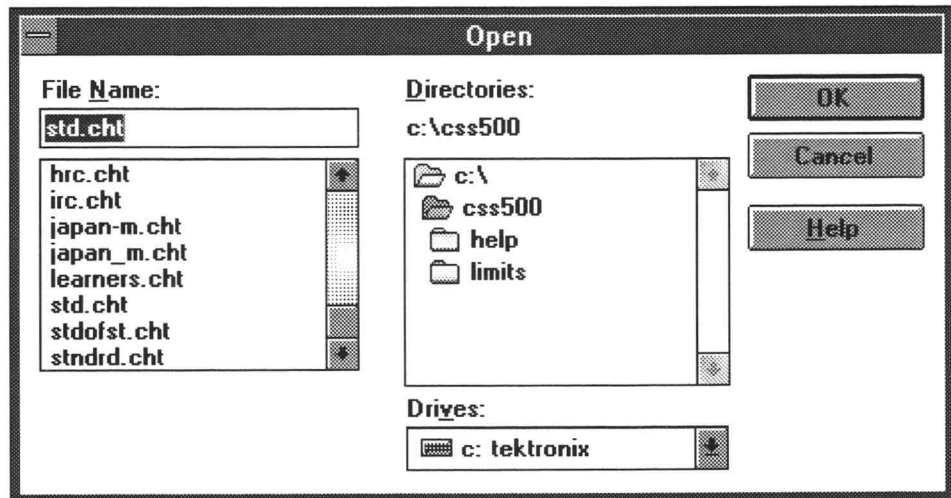 Open
File Name:
std.cht
hrc.cht
irc.cht
japan-m.cht
japan_m.cht
learners.cht
std.cht
stdofst.cht
stndrd.cht
Directories:
c:\css500
c:\
css500
help
limits
Drives:
c: tektronix
OK
Cancel
Help